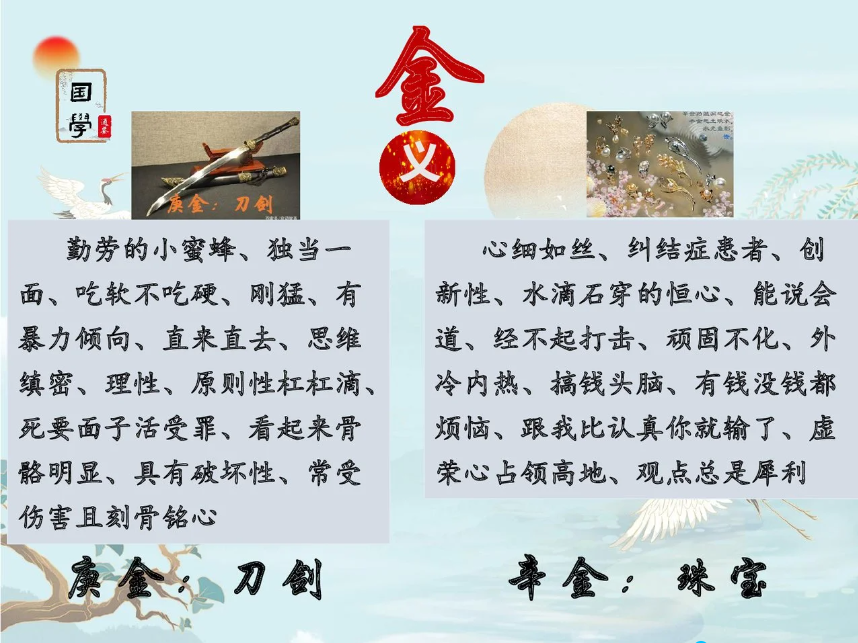 金
国
學
义
庚金：刀剑
勤劳的小蜜蜂、独当一
面、吃软不吃硬、刚猛、有
暴力倾向、直来直去、思维
缜密、理性、原则性杠杠滴、
死要面子活受罪、看起来骨
骼明显、具有破坏性、常受
伤害且刻骨铭心
庚金：刀剑
心细如丝、纠结症患者、创
新性、水滴石穿的恒心、能说会
道、经不起打击、顽固不化、外
冷内热、搞钱头脑、有钱没钱都
烦恼、跟我比认真你就输了、虚
荣心占领高地、观点总是犀利
辛金：珠宝